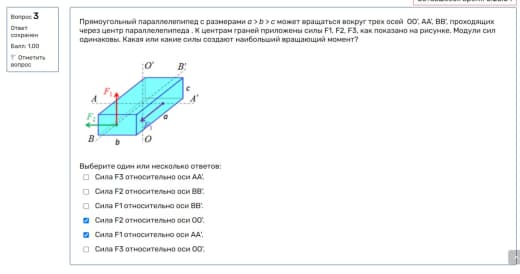 Вопрос 3
Ответ
сохранен
Балл: 1,00
Отметить
вопрос
Прямоугольный параллелепипед с размерами a > b > c может вращаться вокруг трех осей OO', AA', BB', проходящих
через центр параллелепипеда . К центрам граней приложены силы F1, F2, F3, как показано на рисунке. Модули сил
одинаковы. Какая или какие силы создают наибольший вращающий момент?
O' B'
c
F1
A A'
F2 a
B b O
Выберите один или несколько ответов:
Сила F3 относительно оси AA'.
Сила F2 относительно оси BB'.
Сила F1 относительно оси BB'.
Сила F2 относительно оси OO'.
Сила F1 относительно оси AA'.
Сила F3 относительно оси OO'.